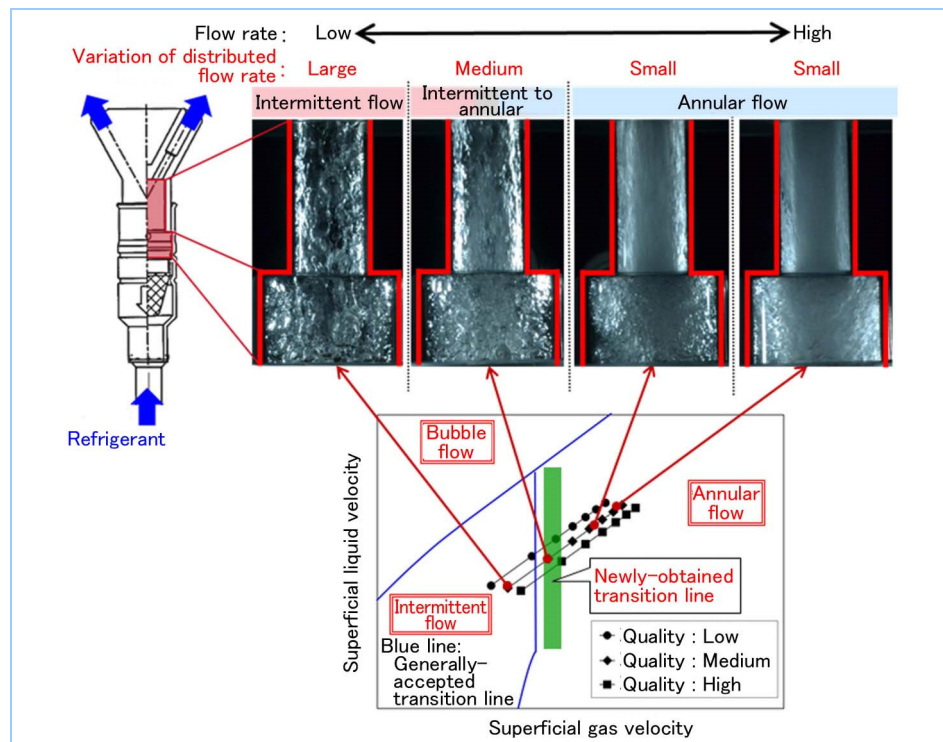 Flow rate :
Low
High
Variation of distributed
flow rate :
Large
Medium
Small
Small
Intermittent flow
Intermittent to
annular
Annular flow
Refrigerant
Bubble
flow
Annular
flow
Newly-obtained
transition line
Intermittent
flow
Blue line:
Generally-
accepted
transition line
Quality : Low
Quality : Medium
Quality : High
Superficial liquid velocity
Superficial gas velocity